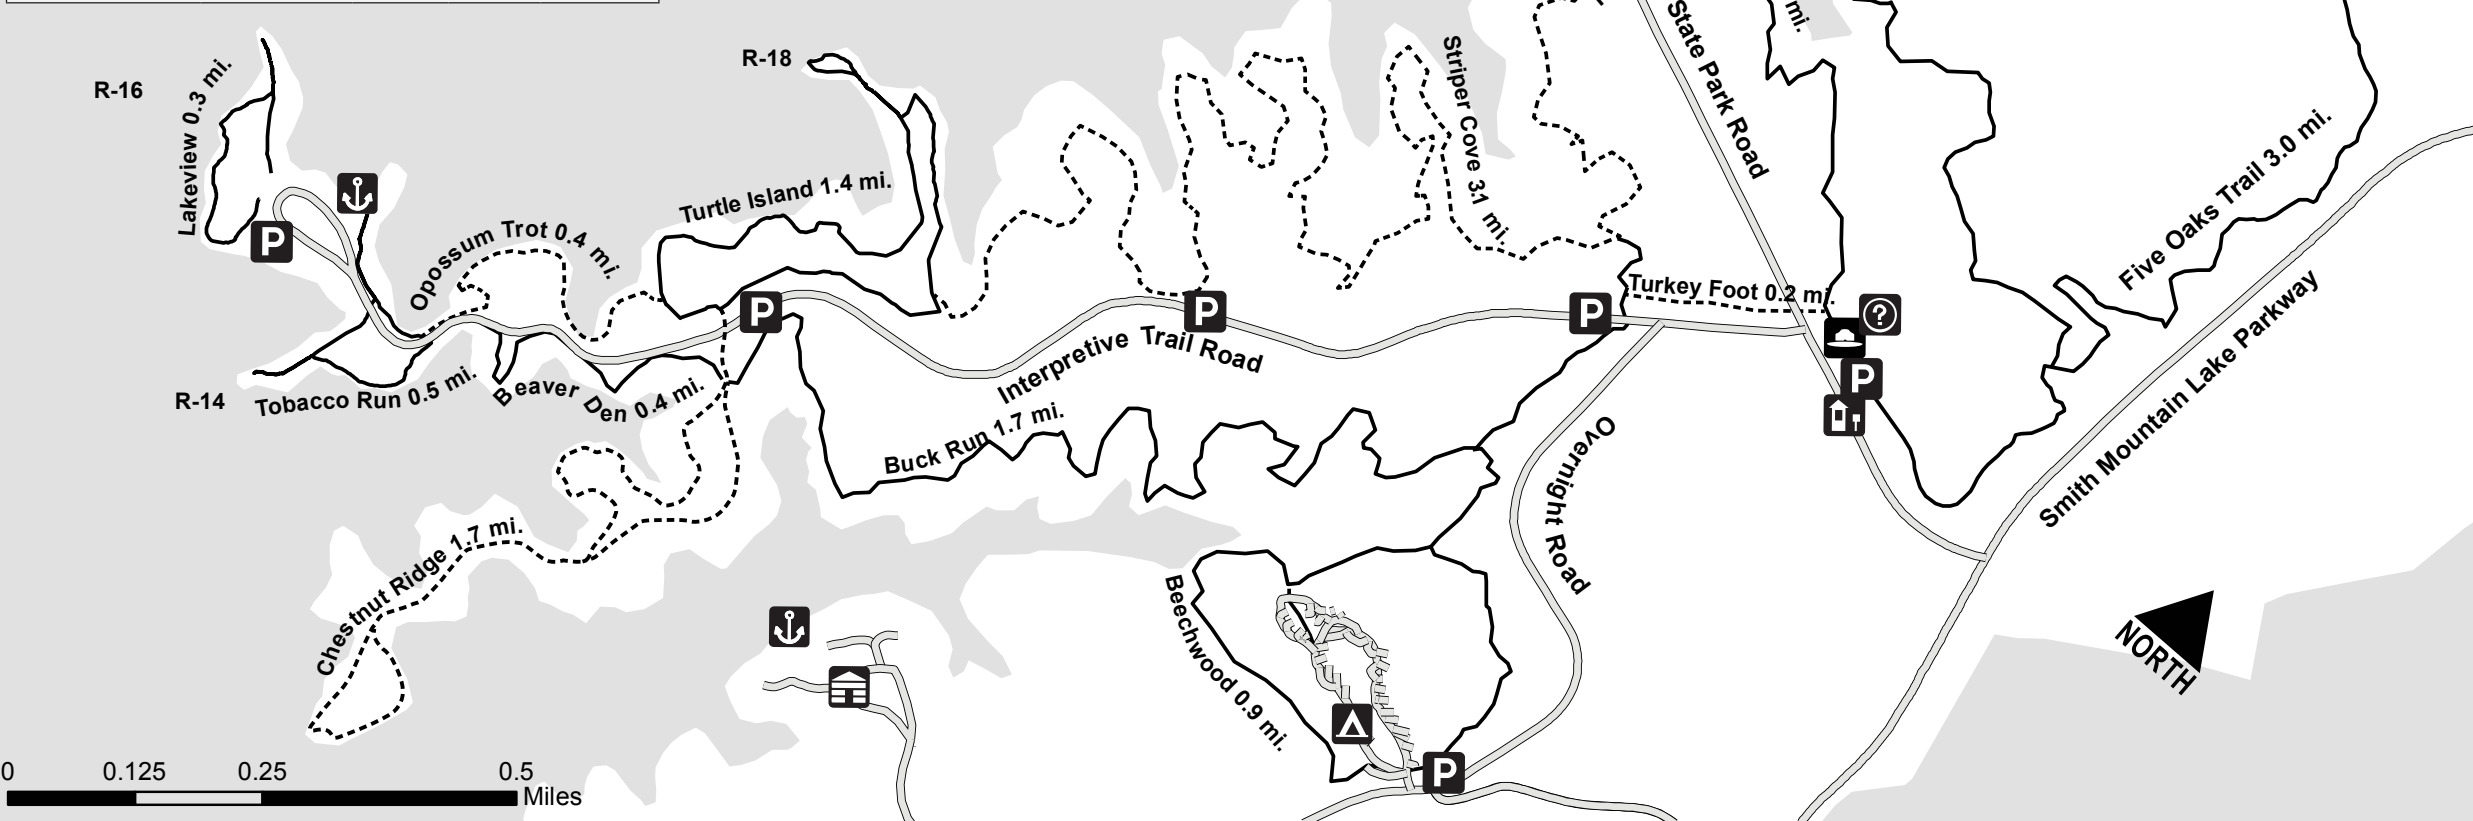 mi.
State Park Road
R-18
R-16
Lakeview 0.3 mi.
Striper Cove 3.1 mi.
Five Oaks Trail 3.0 mi.
Turtle Island 1.4 mi.
Opossum Trot 0.4 mi.
P
P
P
P
Turkey Foot 0.2 mi.
?
P
Interpretive Trail Road
R-14
Tobacco Run 0.5 mi.
Beaver Den 0.4 mi.
Buck Run 1.7 mi.
Overnight Road
Smith Mountain Lake Parkway
Chestnut Ridge 1.7 mi.
Beechwood 0.9 mi.
NORTH
P
0 0.125 0.25 0.5
Miles